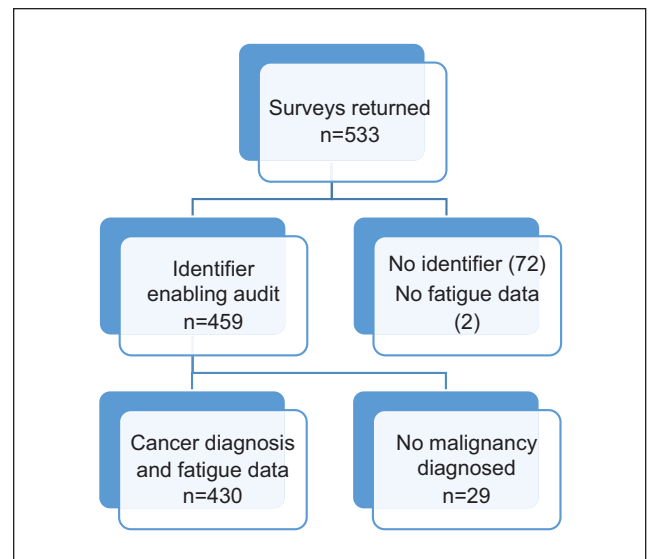 Surveys returned
n=533
Identifier
enabling audit
n=459
No identifier (72)
No fatigue data
(2)
Cancer diagnosis
and fatigue data
n=430
No malignancy
diagnosed
n=29